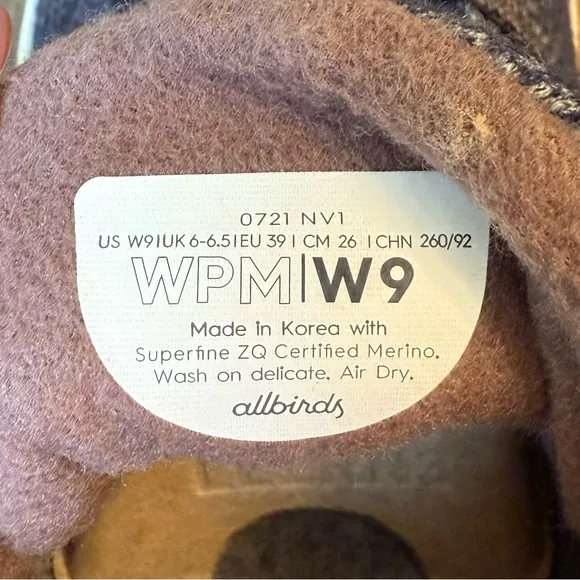 0721 NV1
US W9|UK 6-6.5|EU 39| CM 26 | CHN 260/92
WPM|W9
Made in Korea with
Superfine ZQ Certified Merino.
Wash on delicate. Air Dry.
allbirds